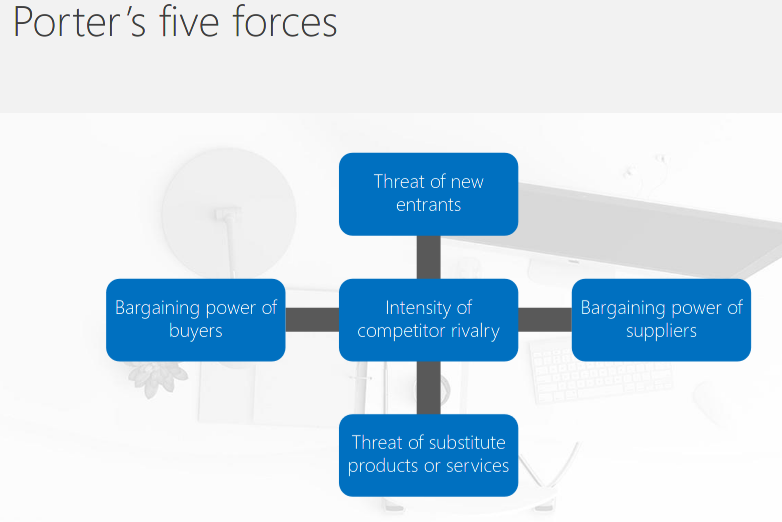 Porter's five forces
Threat of new
entrants
Bargaining power of
buyers
Intensity of
competitor rivalry
Bargaining power of
suppliers
Threat of substitute
products or services